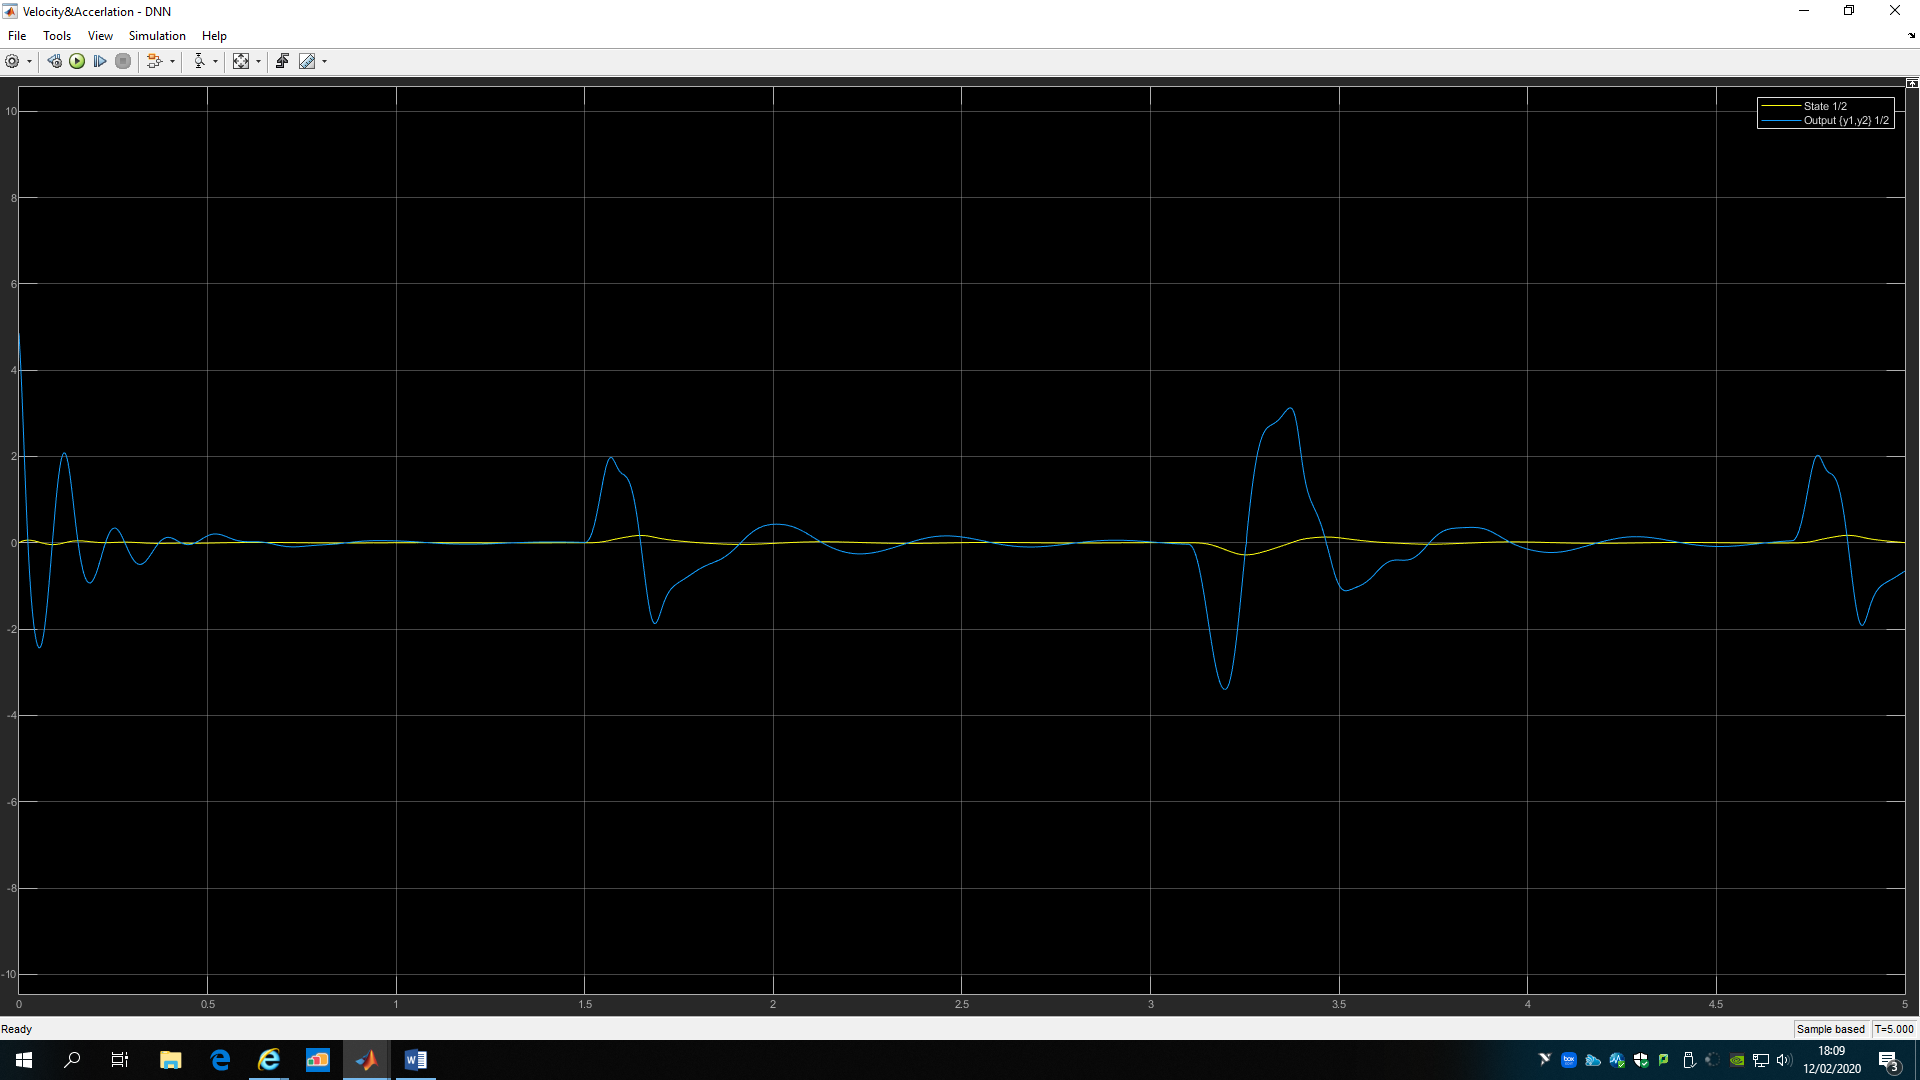 Velocity&Accerlation - DNN
File Tools View Simulation Help
State 1/2
Output {y1,y2} 1/2
10
8
6
4
2
0
-2
-4
-6
-8
-10
0 0.5 1 1.5 2 2.5 3 3.5 4 4.5 5
Ready
Sample based T=5.000
box
18:09
12/02/2020
3